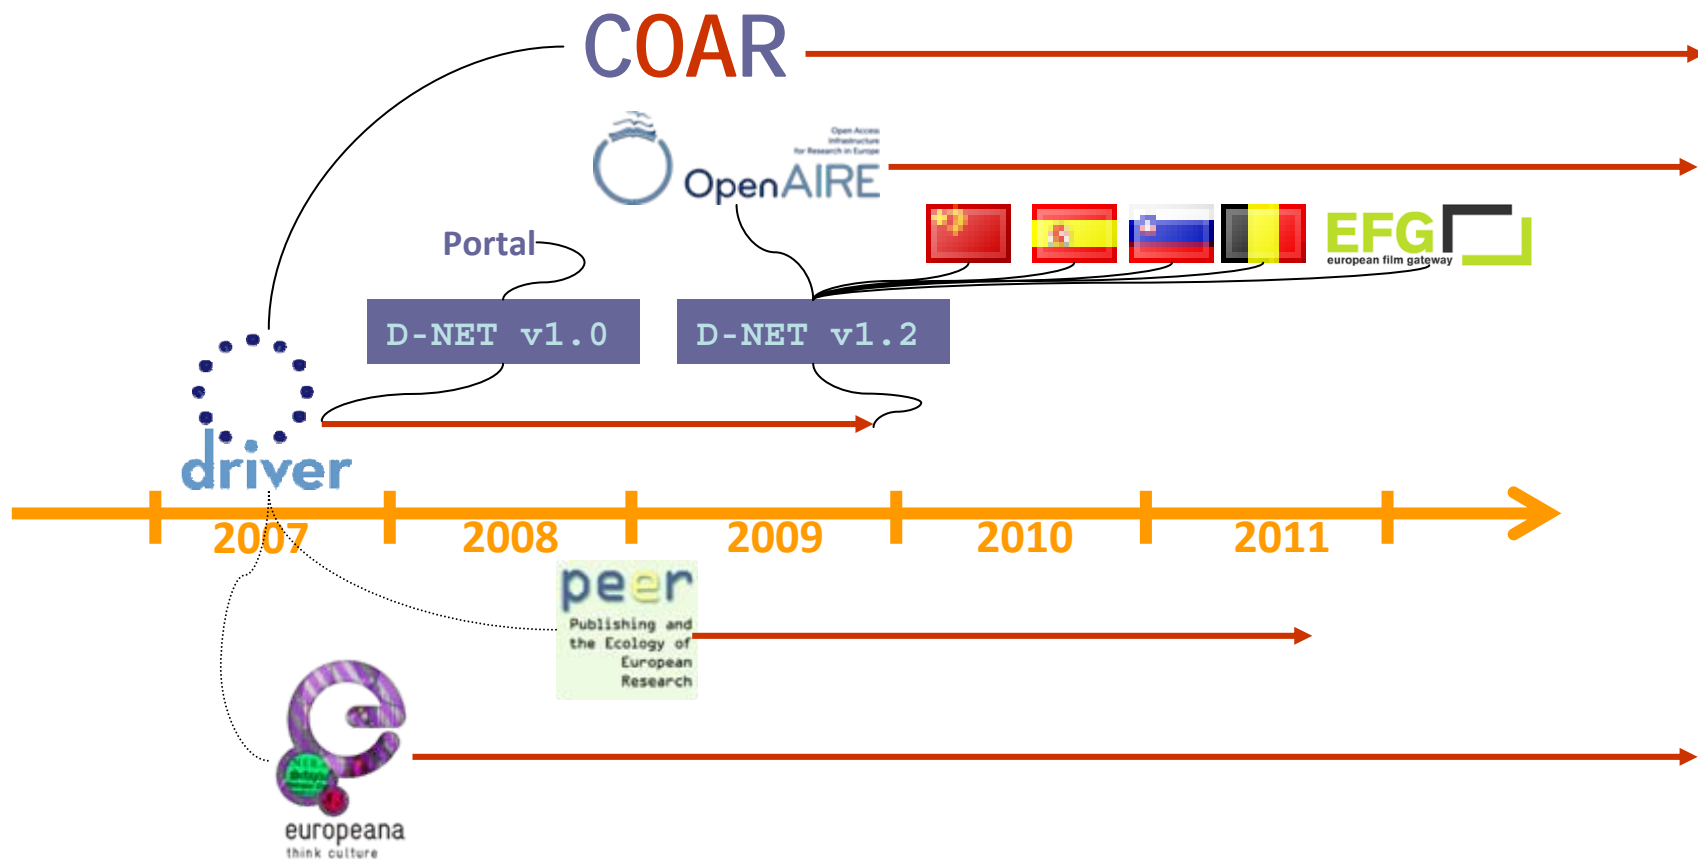 COAR
Open Access
Infrastructure
for Research in Europe
OpenAIRE
Portal
EFG
european film gateway
D-NET v1.0
D-NET v1.2
driver
2007
2008
2009
2010
2011
peer
Publishing and
the Ecology of
European
Research
europeana
think culture